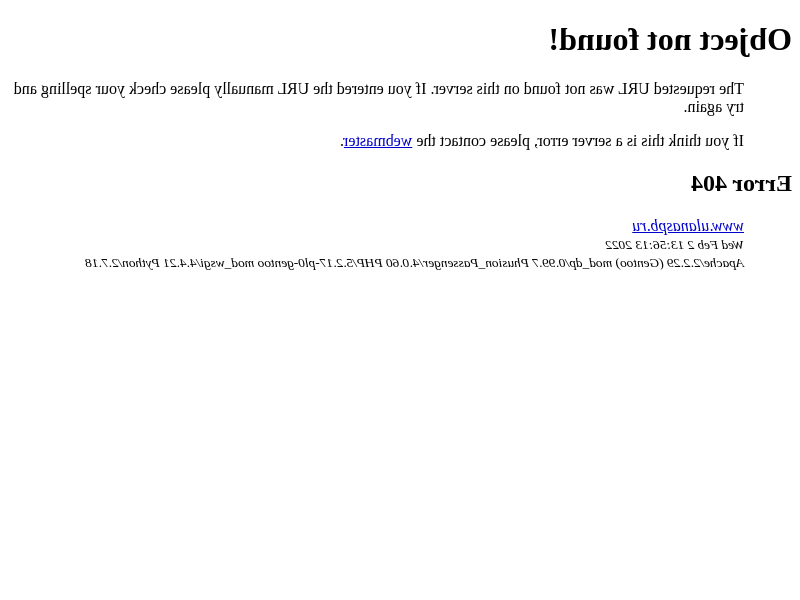 Object not found!
The requested URL was not found on this server. If you entered the URL manually please check your spelling and
try again.
If you think this is a server error, please contact the webmaster.
Error 404
www.ulanaspb.ru
Wed Feb 2 13:56:13 2022
Apache/2.2.29 (Gentoo) mod_dp/0.99.7 Phusion_Passenger/4.0.60 PHP/5.2.17-pl0-gentoo mod_wsgi/4.4.21 Python/2.7.18